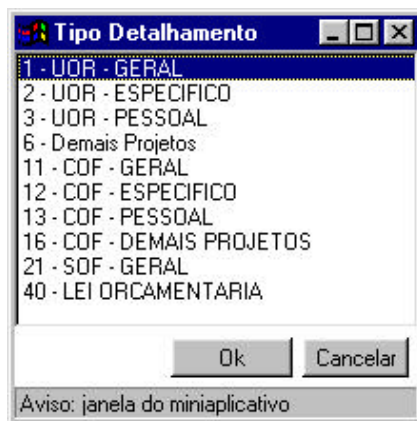 Tipo Detalhamento
1 - UOR - GERAL
2 - UOR - ESPECIFICO
3 - UOR - PESSOAL
6 - Demais Projetos
11 - COF - GERAL
12 - COF - ESPECIFICO
13 - COF - PESSOAL
16 - COF - DEMAIS PROJETOS
21 - SOF - GERAL
40 - LEI ORCAMENTARIA
Ok Cancelar
Aviso: janela do miniaplicativo